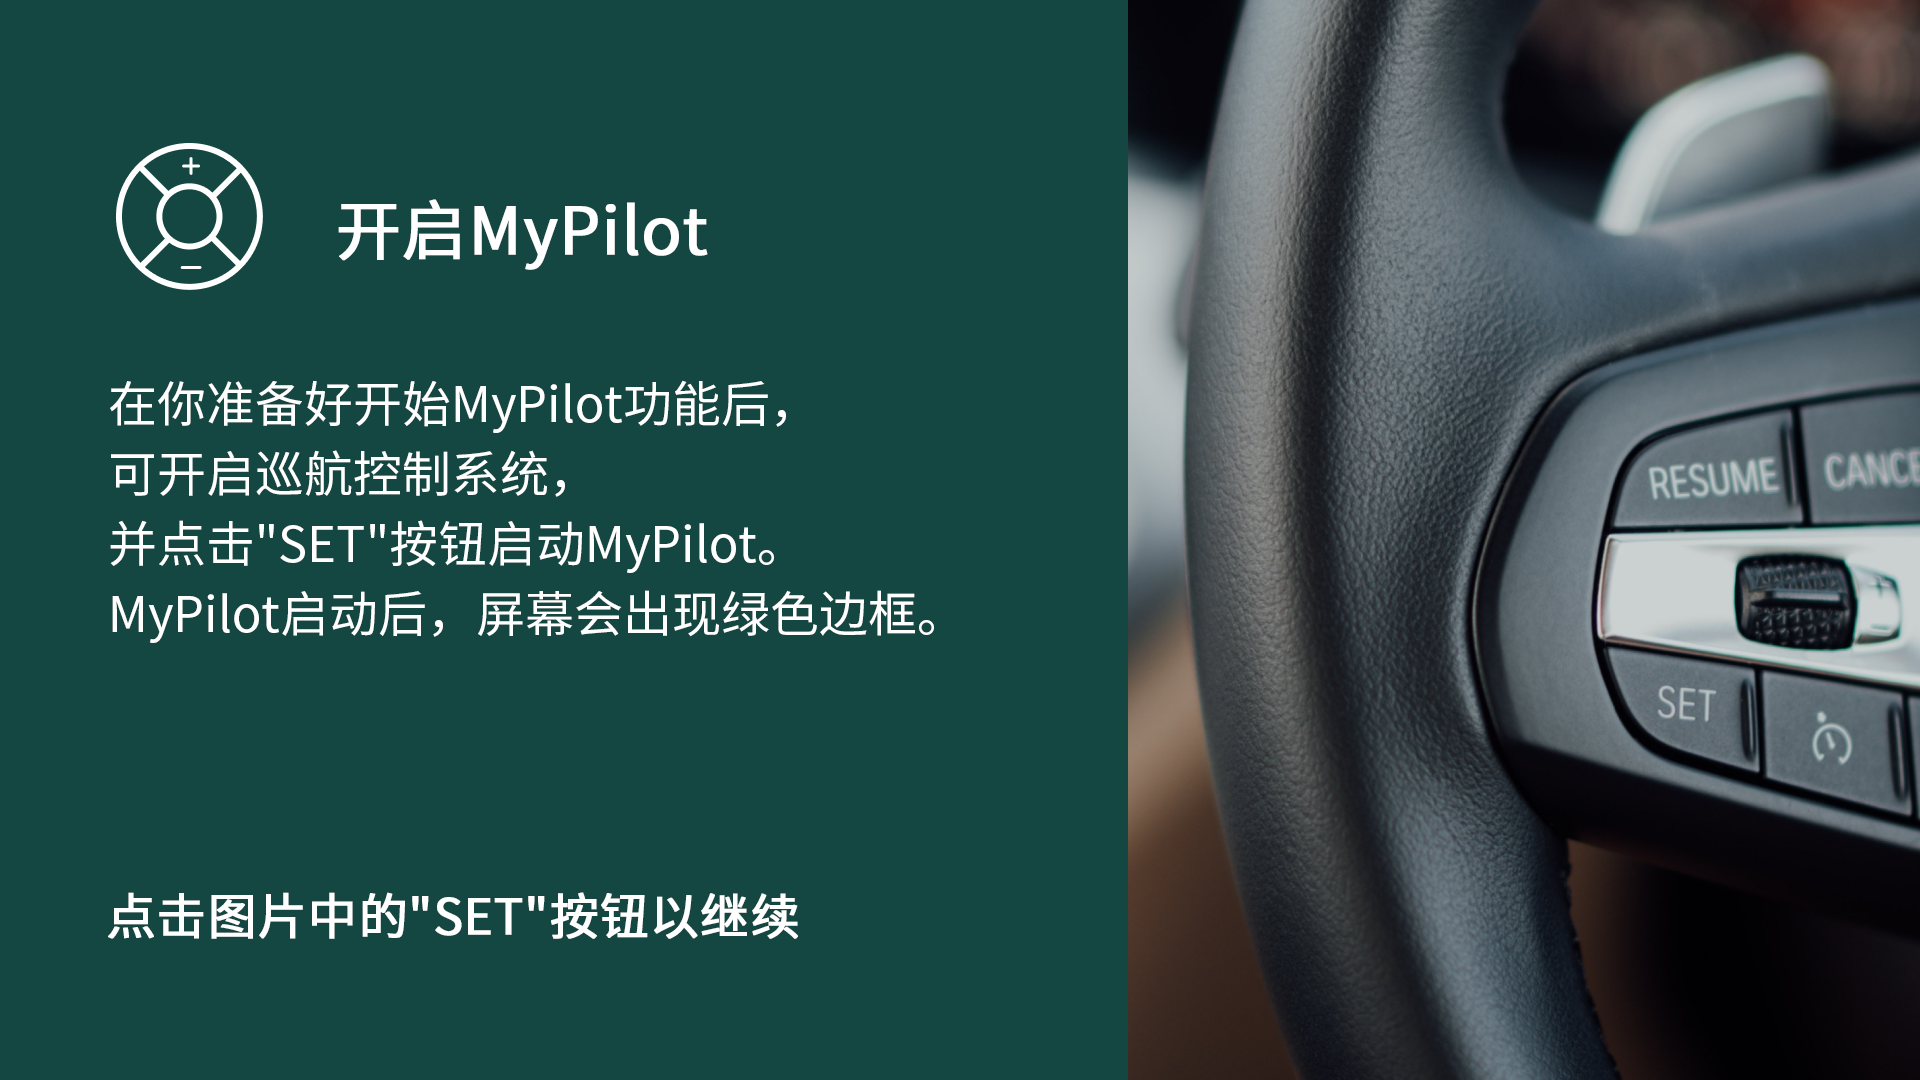 开启MyPilot
在你准备好开始MyPilot功能后，
可开启巡航控制系统，
并点击"SET"按钮启动MyPilot。
MyPilot启动后，屏幕会出现绿色边框。
点击图片中的"SET"按钮以继续
RESUME
CANCE
SET